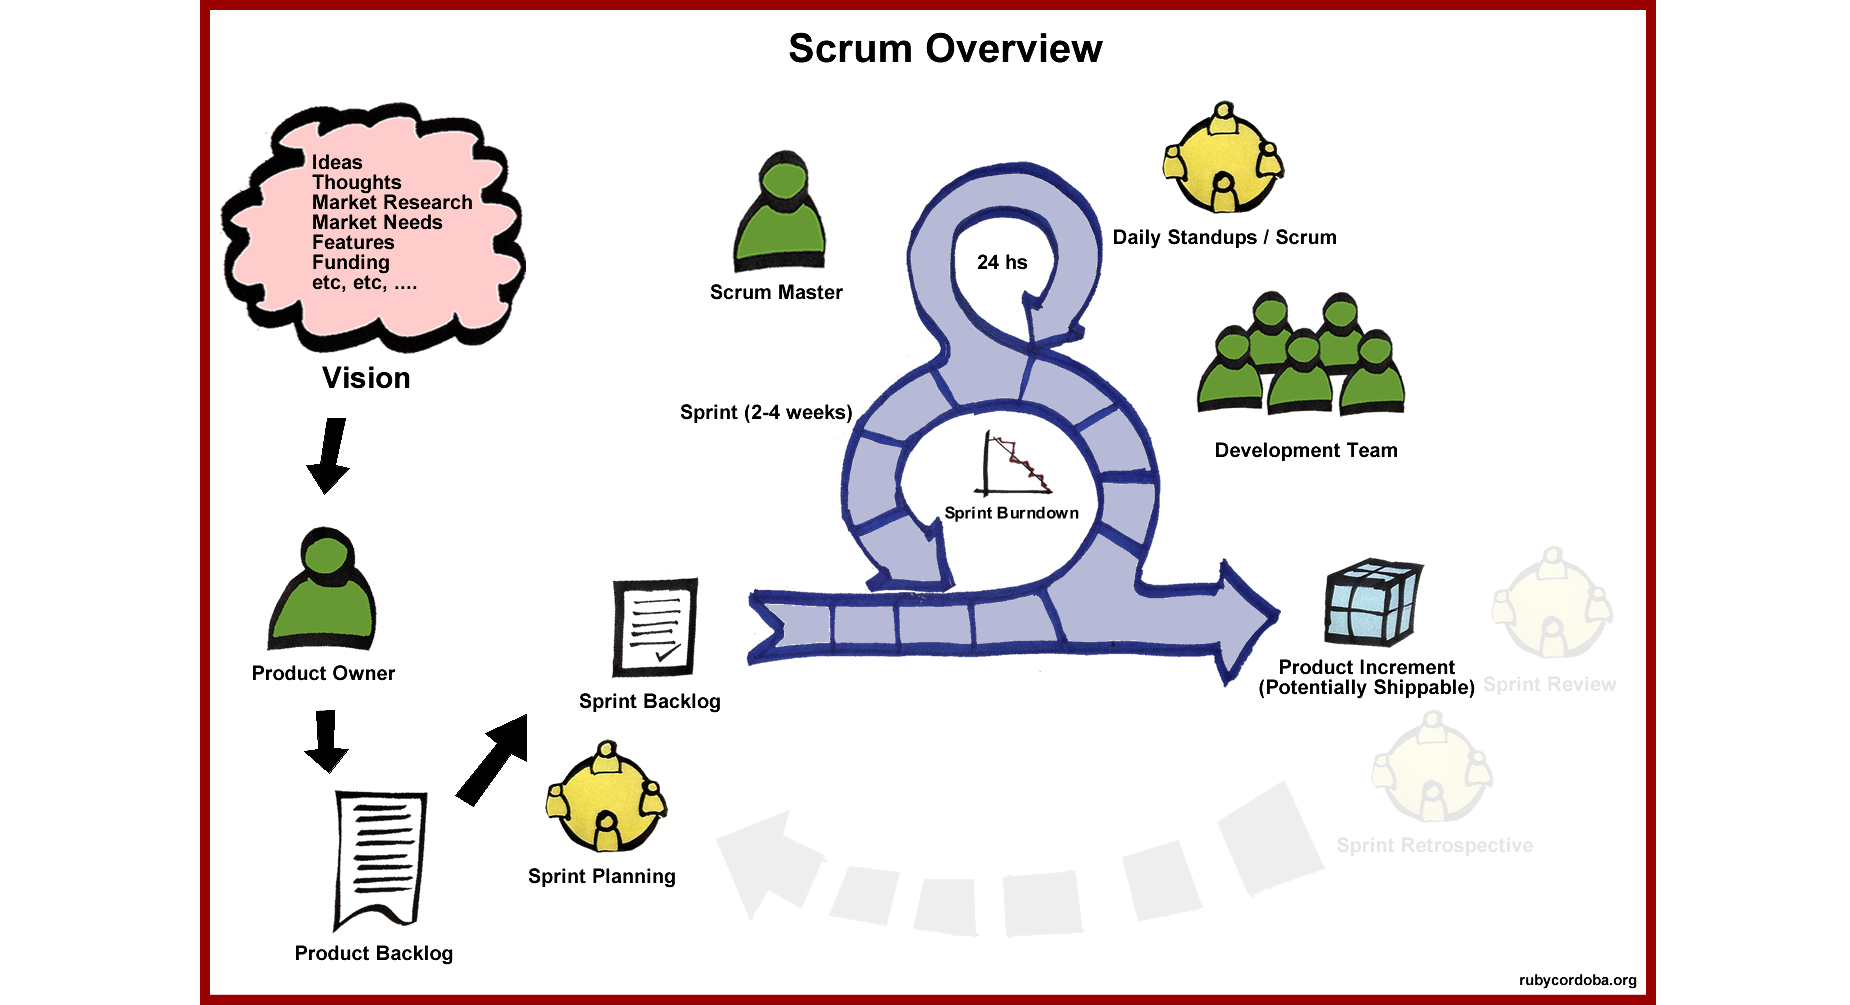 Scrum Overview
Ideas
Thoughts
Market Research
Market Needs
Features
Funding
etc, etc, ....
Vision
Product Owner
Product Backlog
Sprint Backlog
Sprint Planning
Scrum Master
24 hs
Daily Standups / Scrum
Sprint (2-4 weeks)
Development Team
Sprint Burndown
Product Increment
(Potentially Shippable)
Sprint Review
Sprint Retrospective
rubycordoba.org